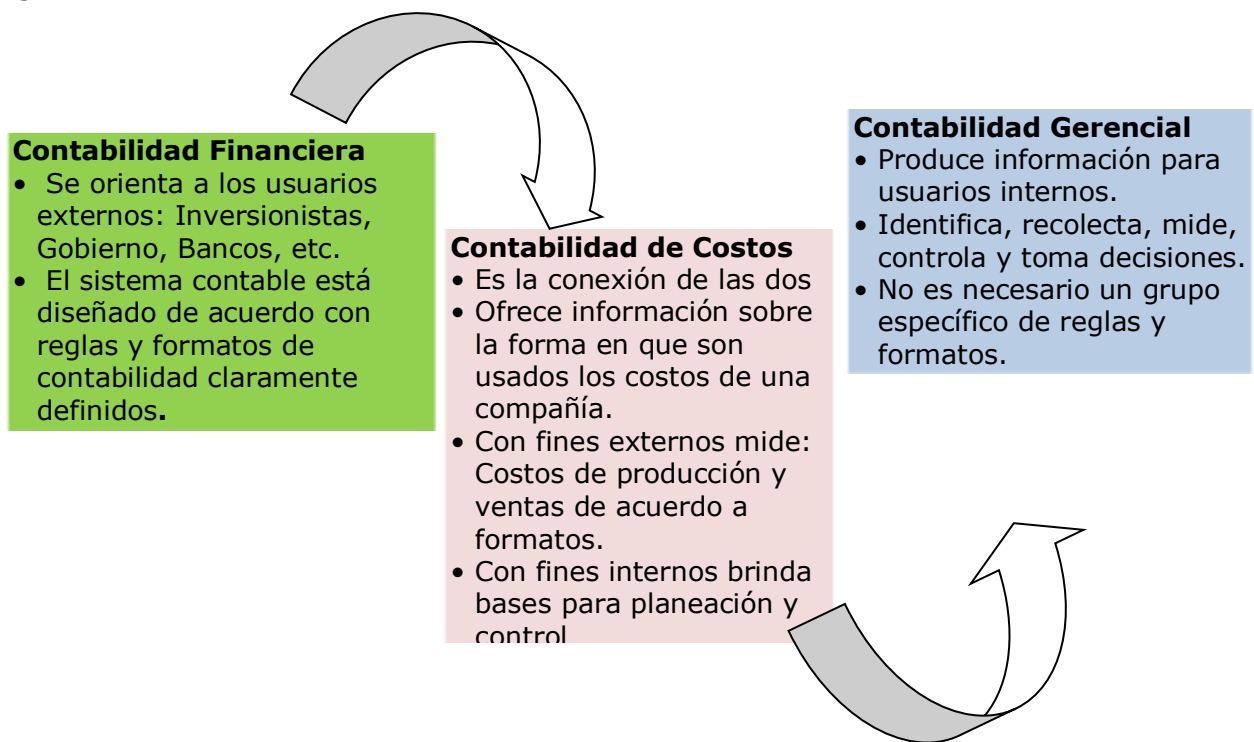 Contabilidad Financiera
• Se orienta a los usuarios
externos: Inversionistas,
Gobierno, Bancos, etc.
• El sistema contable está
diseñado de acuerdo con
reglas y formatos de
contabilidad claramente
definidos.
Contabilidad de Costos
• Es la conexión de las dos
• Ofrece información sobre
la forma en que son
usados los costos de una
compañía.
• Con fines externos mide:
Costos de producción y
ventas de acuerdo a
formatos.
• Con fines internos brinda
bases para planeación y
control
Contabilidad Gerencial
• Produce información para
usuarios internos.
• Identifica, recolecta, mide,
controla y toma decisiones.
• No es necesario un grupo
específico de reglas y
formatos.